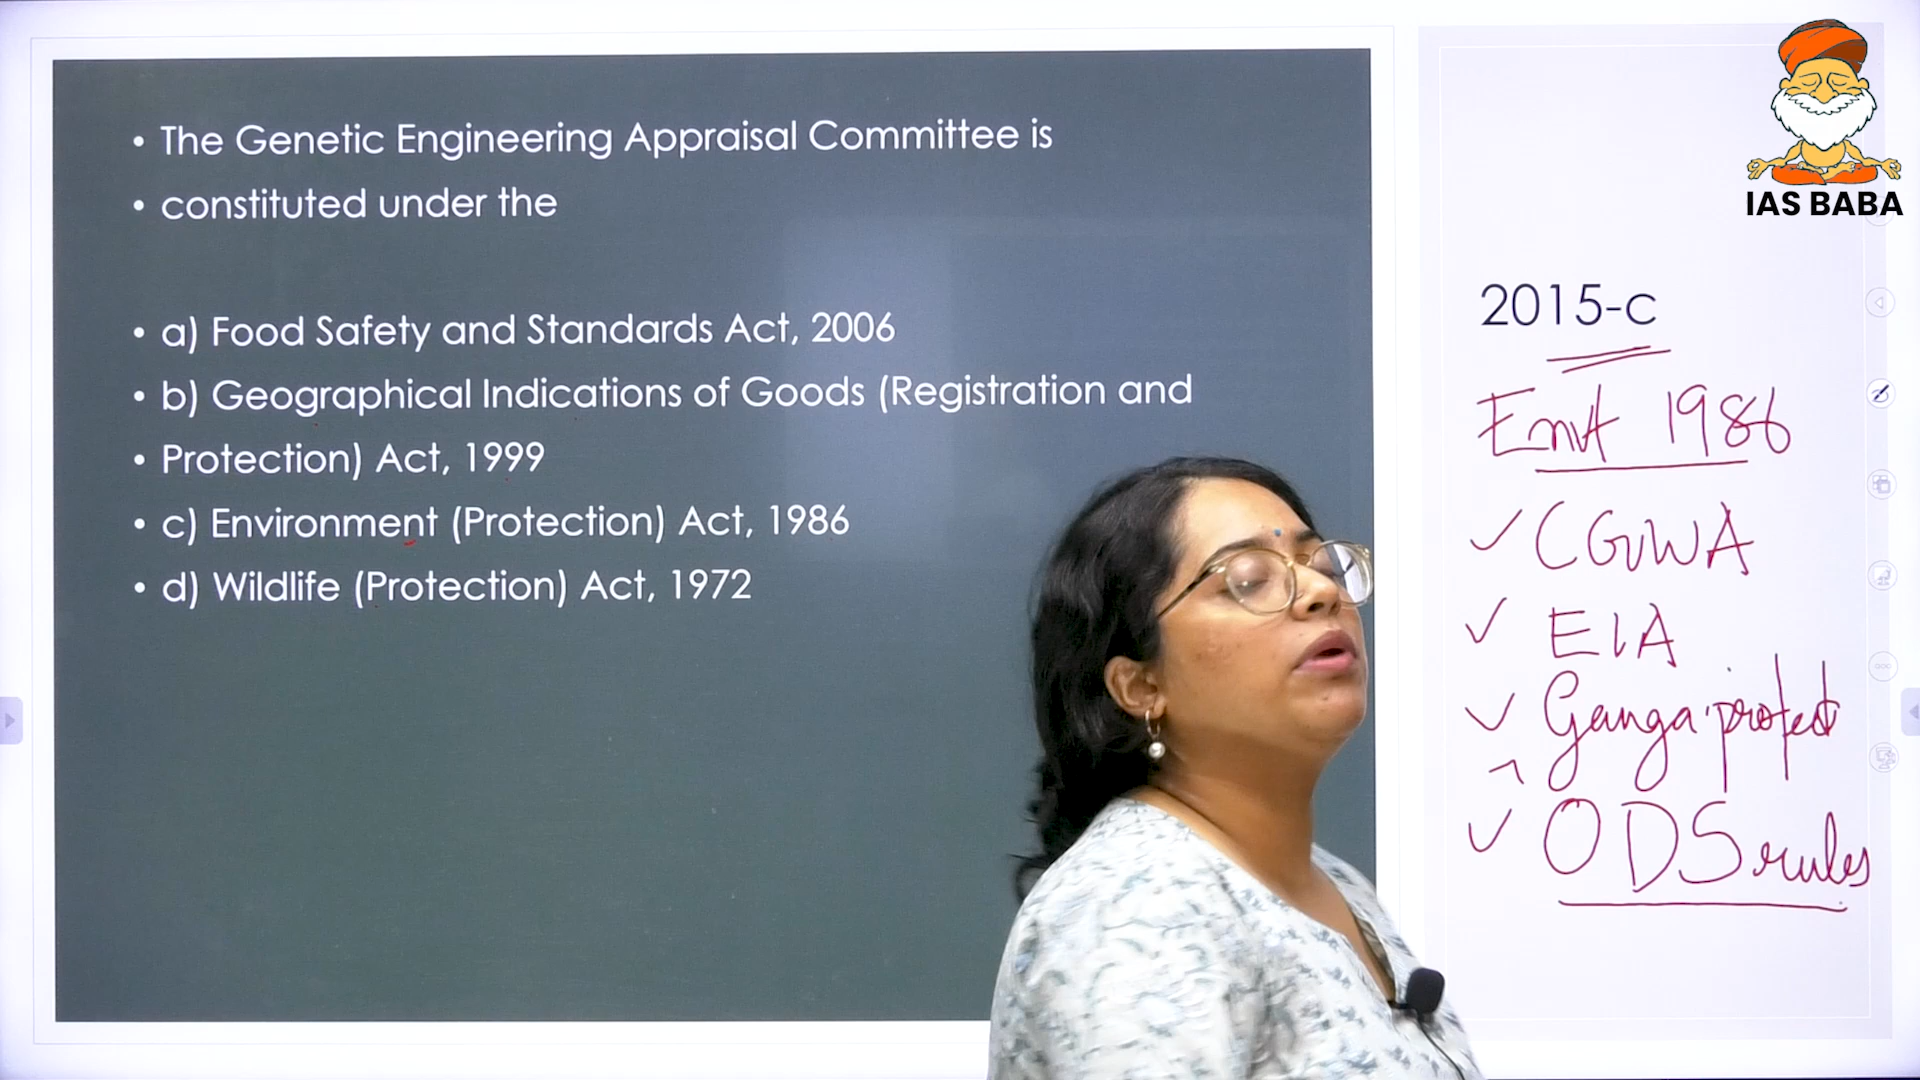 • The Genetic Engineering Appraisal Committee is
• constituted under the
• a) Food Safety and Standards Act, 2006
• b) Geographical Indications of Goods (Registration and
• Protection) Act, 1999
• c) Environment (Protection) Act, 1986
• d) Wildlife (Protection) Act, 1972
IAS BABA
2015-c
Envt 1986
✓ CGWA
✓ EIA
✓ Ganga protect
✓ ODS rules